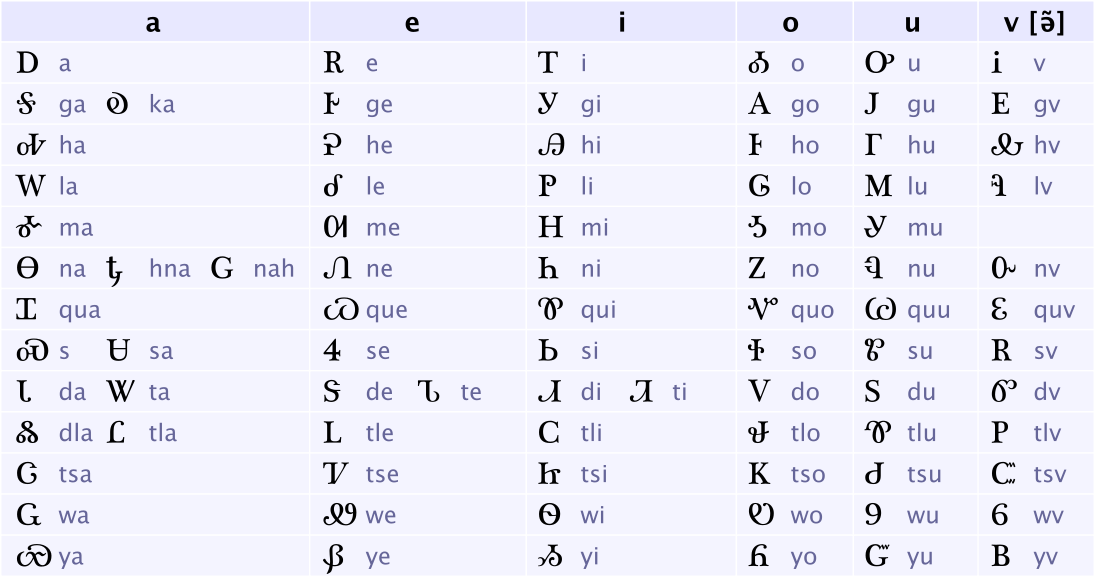 a e i o u v [ə̃]
Ꭰ a Ꭱ e Ꭲ i Ꭳ o Ꭴ u Ꭵ v
Ꭶ ga Ꭷ ka Ꭸ ge Ꭹ gi Ꭺ go Ꭻ gu Ꭼ gv
Ꭽ ha Ꭾ he Ꭿ hi Ꮀ ho Ꮁ hu Ꮂ hv
Ꮃ la Ꮄ le Ꮅ li Ꮆ lo Ꮇ lu Ꮈ lv
Ꮉ ma Ꮊ me Ꮋ mi Ꮌ mo Ꮍ mu
Ꮎ na Ꮏ hna Ꮐ nah Ꮑ ne Ꮒ ni Ꮓ no Ꮔ nu Ꮕ nv
Ꮖ qua Ꮗ que Ꮘ qui Ꮙ quo Ꮚ quu Ꮛ quv
Ꮝ s Ꮜ sa Ꮞ se Ꮟ si Ꮠ so Ꮡ su Ꮢ sv
Ꮣ da Ꮤ ta Ꮥ de Ꮦ te Ꮧ di Ꮨ ti Ꮩ do Ꮪ du Ꮫ dv
Ꮬ dla Ꮭ tla Ꮮ tle Ꮯ tli Ꮰ tlo Ꮱ tlu Ꮲ tlv
Ꮳ tsa Ꮴ tse Ꮵ tsi Ꮶ tso Ꮷ tsu Ꮸ tsv
Ꮹ wa Ꮺ we Ꮻ wi Ꮼ wo Ꮽ wu Ꮾ wv
Ꮿ ya Ᏸ ye Ᏹ yi Ᏺ yo Ᏻ yu Ᏼ yv